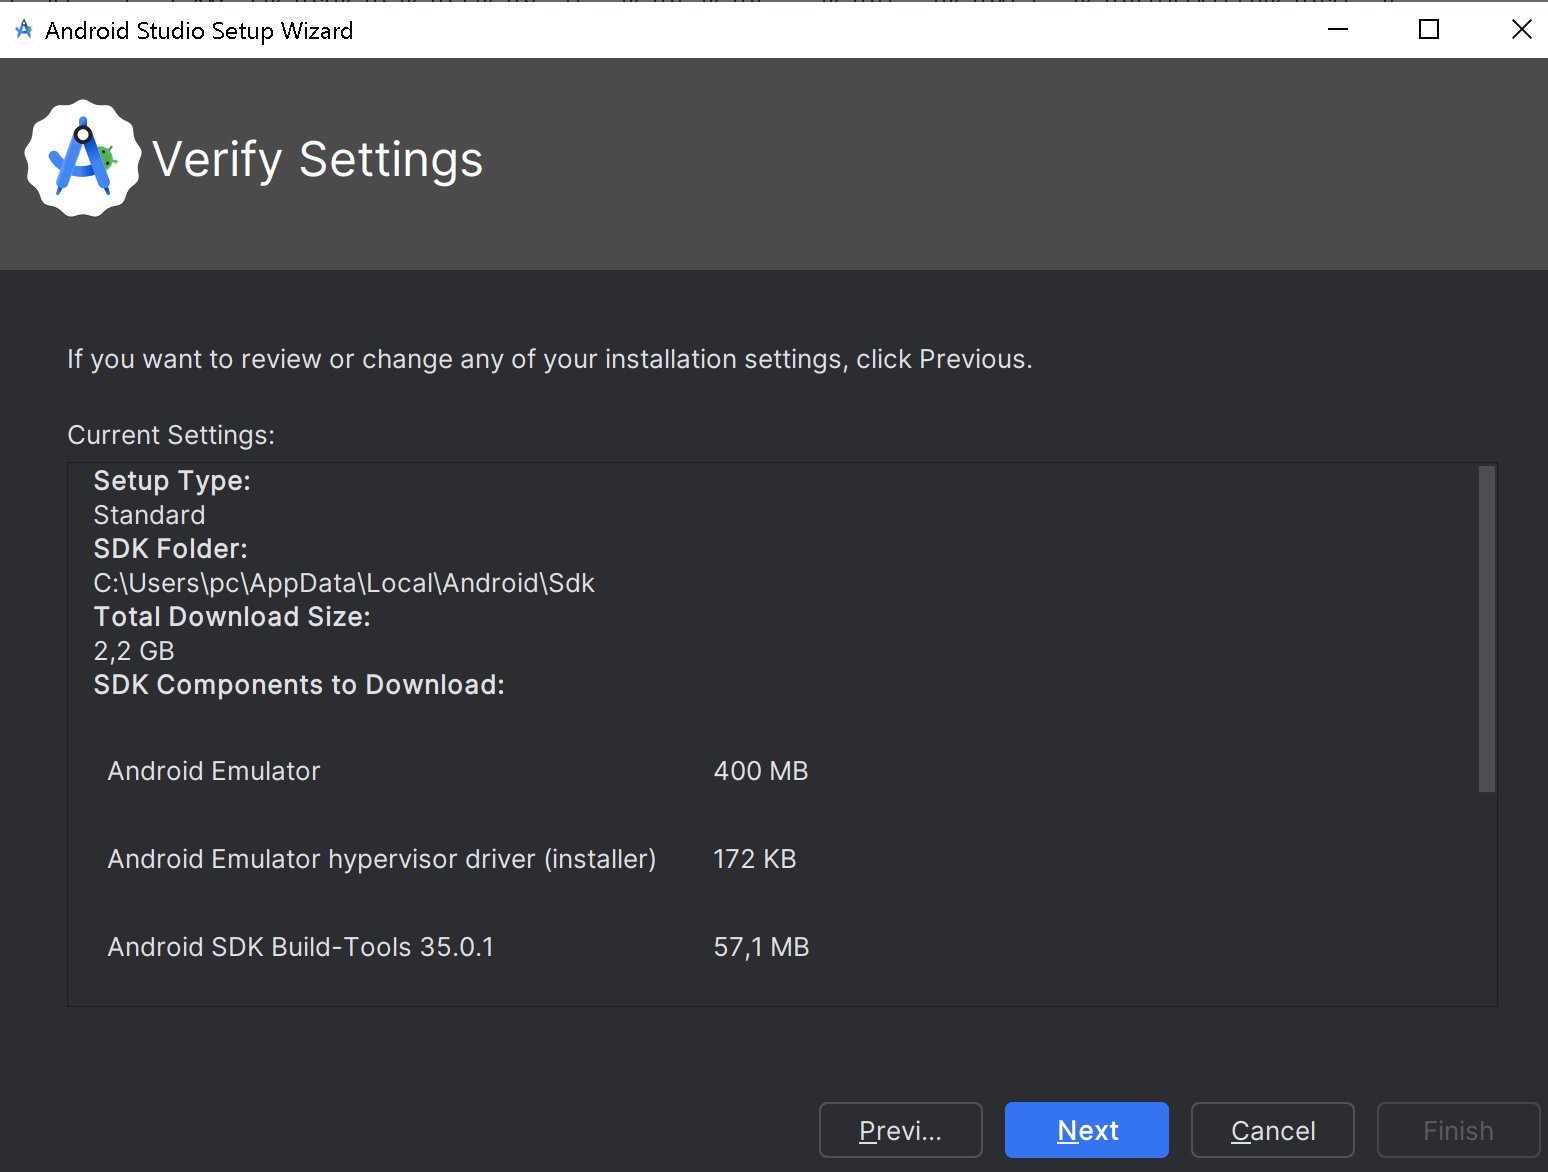 Android Studio Setup Wizard
Verify Settings
If you want to review or change any of your installation settings, click Previous.
Current Settings:
Setup Type:
Standard
SDK Folder:
C:\Users\pc\AppData\Local\Android\Sdk
Total Download Size:
2,2 GB
SDK Components to Download:
Android Emulator 400 MB
Android Emulator hypervisor driver (installer) 172 KB
Android SDK Build-Tools 35.0.1 57,1 MB
Previ... Next Cancel Finish